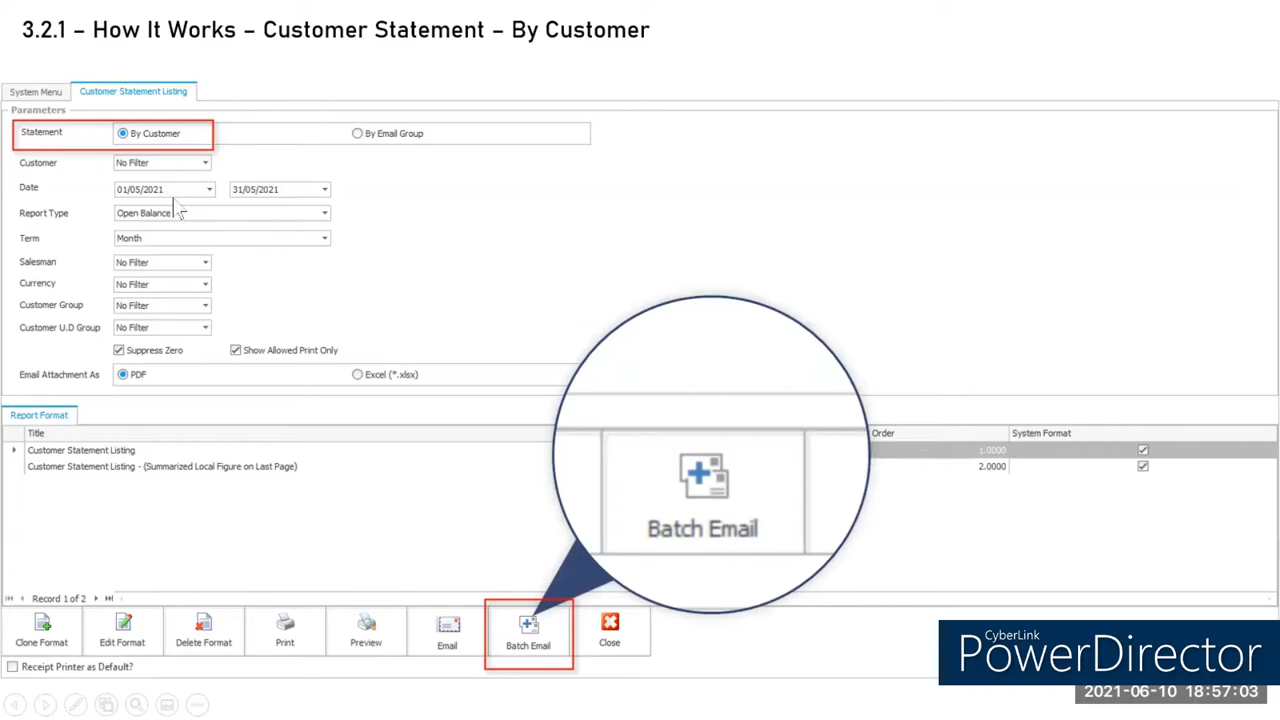 3.2.1 – How It Works – Customer Statement – By Customer
System Menu Customer Statement Listing
Parameters
Statement By Customer By Email Group
Customer No Filter
Date 01/05/2021 31/05/2021
Report Type Open Balance
Term Month
Salesman No Filter
Currency No Filter
Customer Group No Filter
Customer U.D Group No Filter
Suppress Zero Show Allowed Print Only
Email Attachment As PDF Excel (*.xlsx)
Report Format
Title Order System Format
Customer Statement Listing 1.0000
Customer Statement Listing - (Summarized Local Figure on Last Page) 2.0000
Batch Email
Record 1 of 2
Clone Format Edit Format Delete Format Print Preview Email Batch Email Close
Receipt Printer as Default?
CyberLink
PowerDirector
2021-06-10 18:57:03